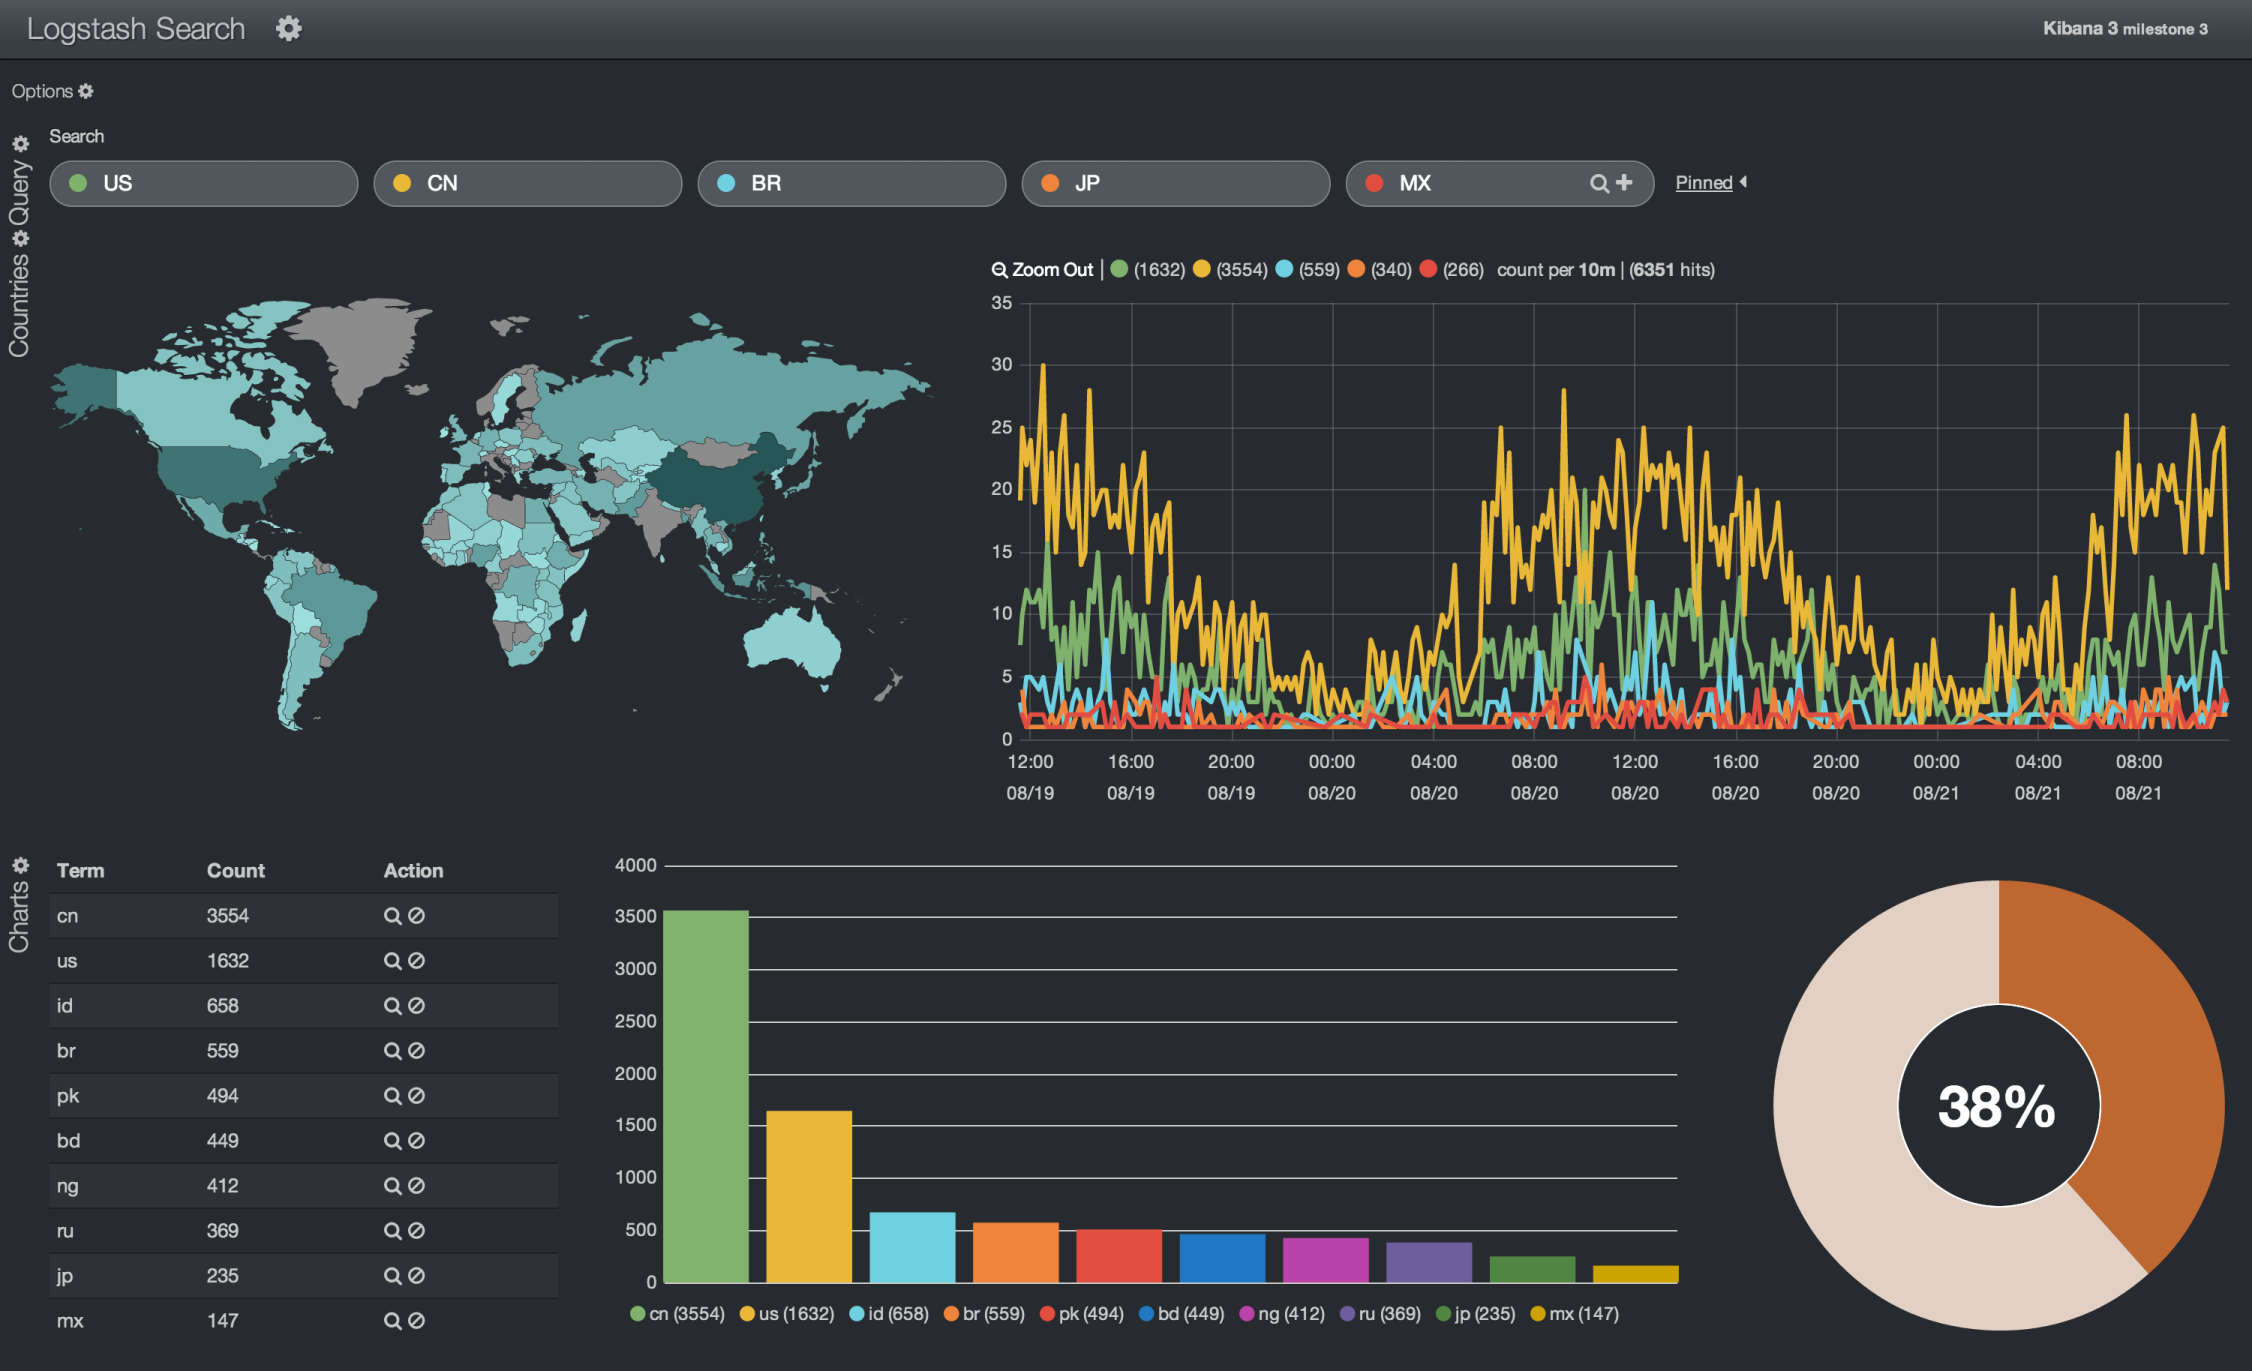 Logstash Search
Kibana 3 milestone 3
Options
Query
Search
US
CN
BR
JP
MX
Pinned
Countries
Zoom Out | (1632) (3554) (559) (340) (266) count per 10m | (6351 hits)
35
30
25
20
15
10
5
0
12:00 16:00 20:00 00:00 04:00 08:00 12:00 16:00 20:00 00:00 04:00 08:00
08/19 08/19 08/19 08/20 08/20 08/20 08/20 08/20 08/20 08/21 08/21 08/21
Charts
Term Count Action
cn 3554
us 1632
id 658
br 559
pk 494
bd 449
ng 412
ru 369
jp 235
mx 147
4000
3500
3000
2500
2000
1500
1000
500
0
cn (3554) us (1632) id (658) br (559) pk (494) bd (449) ng (412) ru (369) jp (235) mx (147)
38%